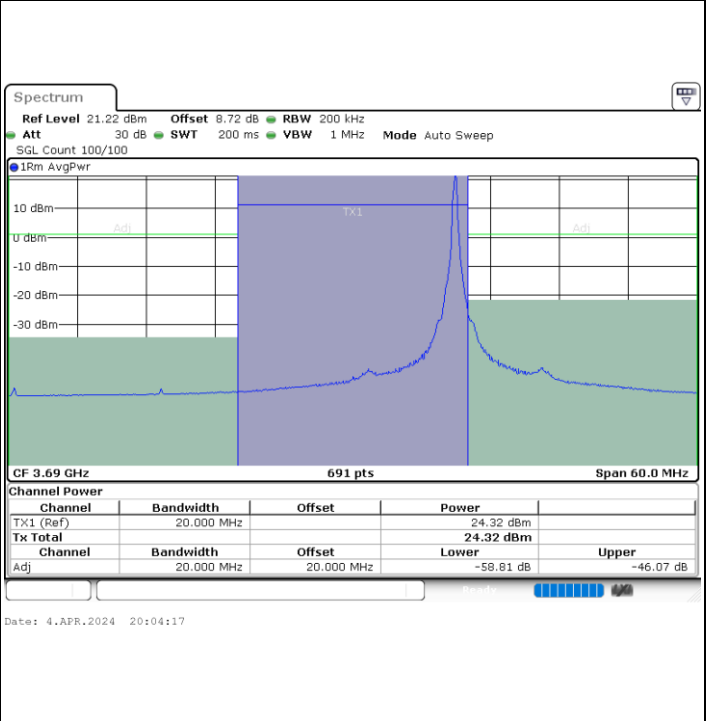 Spectrum
Ref Level 21.22 dBm Offset 8.72 dB RBW 200 kHz
Att 30 dB SWT 200 ms VBW 1 MHz Mode Auto Sweep
SGL Count 100/100
1Rm AvgPwr
10 dBm
TX1
Adj
Adj
0 dBm
-10 dBm
-20 dBm
-30 dBm
CF 3.69 GHz 691 pts Span 60.0 MHz
Channel Power
Channel Bandwidth Offset Power
TX1 (Ref) 20.000 MHz 24.32 dBm
Tx Total 24.32 dBm
Channel Bandwidth Offset Lower Upper
Adj 20.000 MHz 20.000 MHz -58.81 dB -46.07 dB
Ready
Date: 4.APR.2024 20:04:17